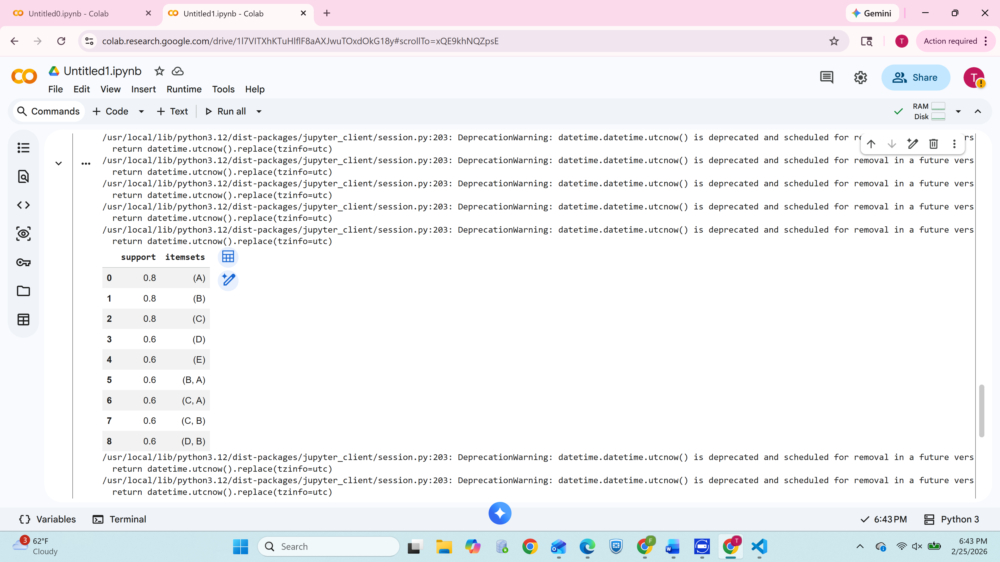 Untitled0.ipynb - Colab
Untitled1.ipynb - Colab
Gemini
colab.research.google.com/drive/1l7VITXhKTuHlflF8aAXJwuTOxdOkG18y#scrollTo=xQE9khNQZpsE
T
Action required
Untitled1.ipynb
File Edit View Insert Runtime Tools Help
Share
T
Commands + Code + Text Run all
RAM
Disk
/usr/local/lib/python3.12/dist-packages/jupyter_client/session.py:203: DeprecationWarning: datetime.datetime.utcnow() is deprecated and scheduled for
return datetime.utcnow().replace(tzinfo=utc)
/usr/local/lib/python3.12/dist-packages/jupyter_client/session.py:203: DeprecationWarning: datetime.datetime.utcnow() is deprecated and scheduled for removal in a future vers
return datetime.utcnow().replace(tzinfo=utc)
/usr/local/lib/python3.12/dist-packages/jupyter_client/session.py:203: DeprecationWarning: datetime.datetime.utcnow() is deprecated and scheduled for removal in a future vers
return datetime.utcnow().replace(tzinfo=utc)
/usr/local/lib/python3.12/dist-packages/jupyter_client/session.py:203: DeprecationWarning: datetime.datetime.utcnow() is deprecated and scheduled for removal in a future vers
return datetime.utcnow().replace(tzinfo=utc)
/usr/local/lib/python3.12/dist-packages/jupyter_client/session.py:203: DeprecationWarning: datetime.datetime.utcnow() is deprecated and scheduled for removal in a future vers
return datetime.utcnow().replace(tzinfo=utc)
support itemsets
0 0.8 (A)
1 0.8 (B)
2 0.8 (C)
3 0.6 (D)
4 0.6 (E)
5 0.6 (B, A)
6 0.6 (C, A)
7 0.6 (C, B)
8 0.6 (D, B)
/usr/local/lib/python3.12/dist-packages/jupyter_client/session.py:203: DeprecationWarning: datetime.datetime.utcnow() is deprecated and scheduled for removal in a future vers
return datetime.utcnow().replace(tzinfo=utc)
/usr/local/lib/python3.12/dist-packages/jupyter_client/session.py:203: DeprecationWarning: datetime.datetime.utcnow() is deprecated and scheduled for removal in a future vers
return datetime.utcnow().replace(tzinfo=utc)
{} Variables
Terminal
6:43 PM
Python 3
3
62°F
Cloudy
Search
F
T
6:43 PM
2/25/2026